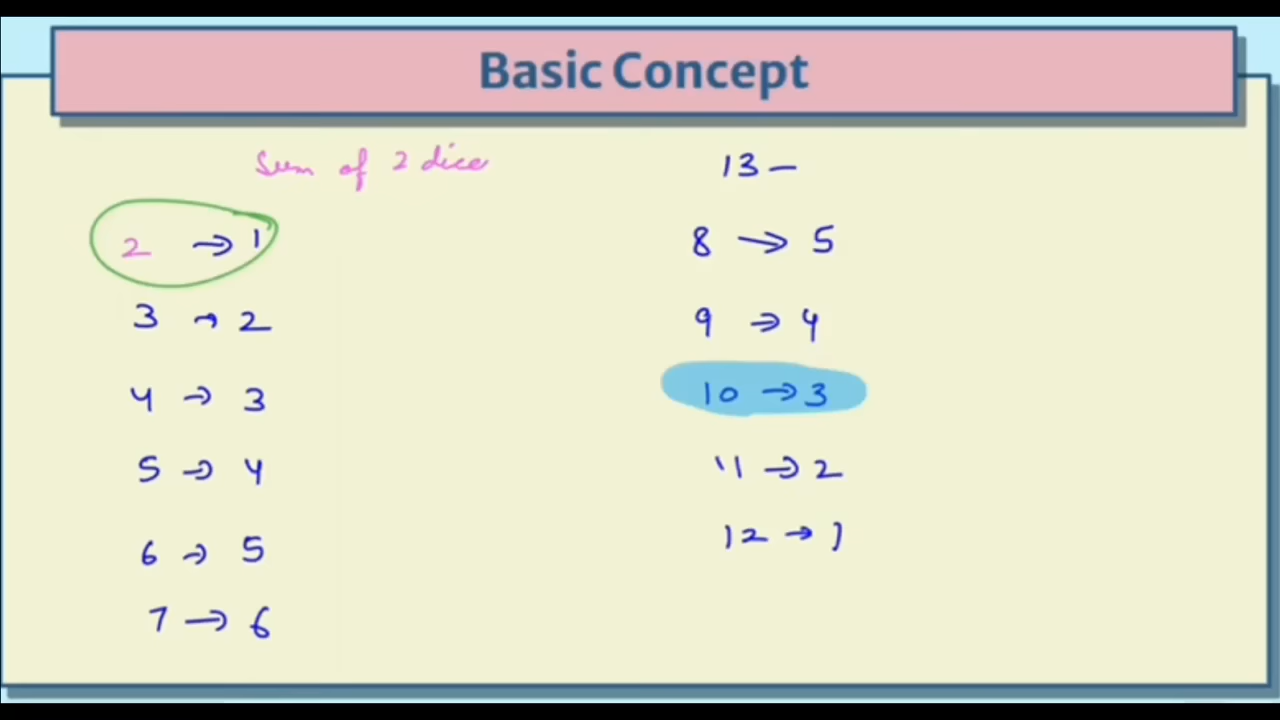 Basic Concept
Sum of 2 dice
2 → 1
3 → 2
4 → 3
5 → 4
6 → 5
7 → 6
13 –
8 → 5
9 → 4
10 → 3
11 → 2
12 → 1